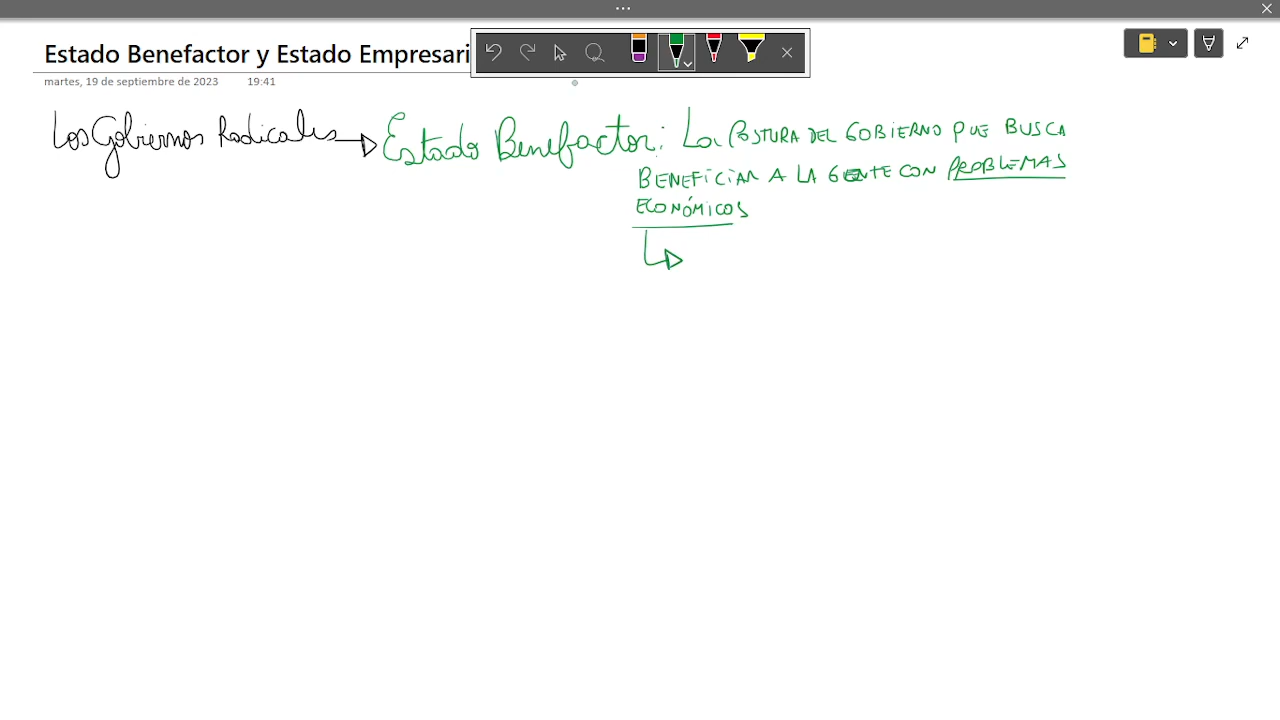 Estado Benefactor y Estado Empresari
martes, 19 de septiembre de 2023 19:41
Los Gobiernos Radicales
Estado Benefactor: La POSTURA DEL GOBIERNO QUE BUSCA
BENEFICIAR A LA GENTE CON PROBLEMAS
ECONÓMICOS